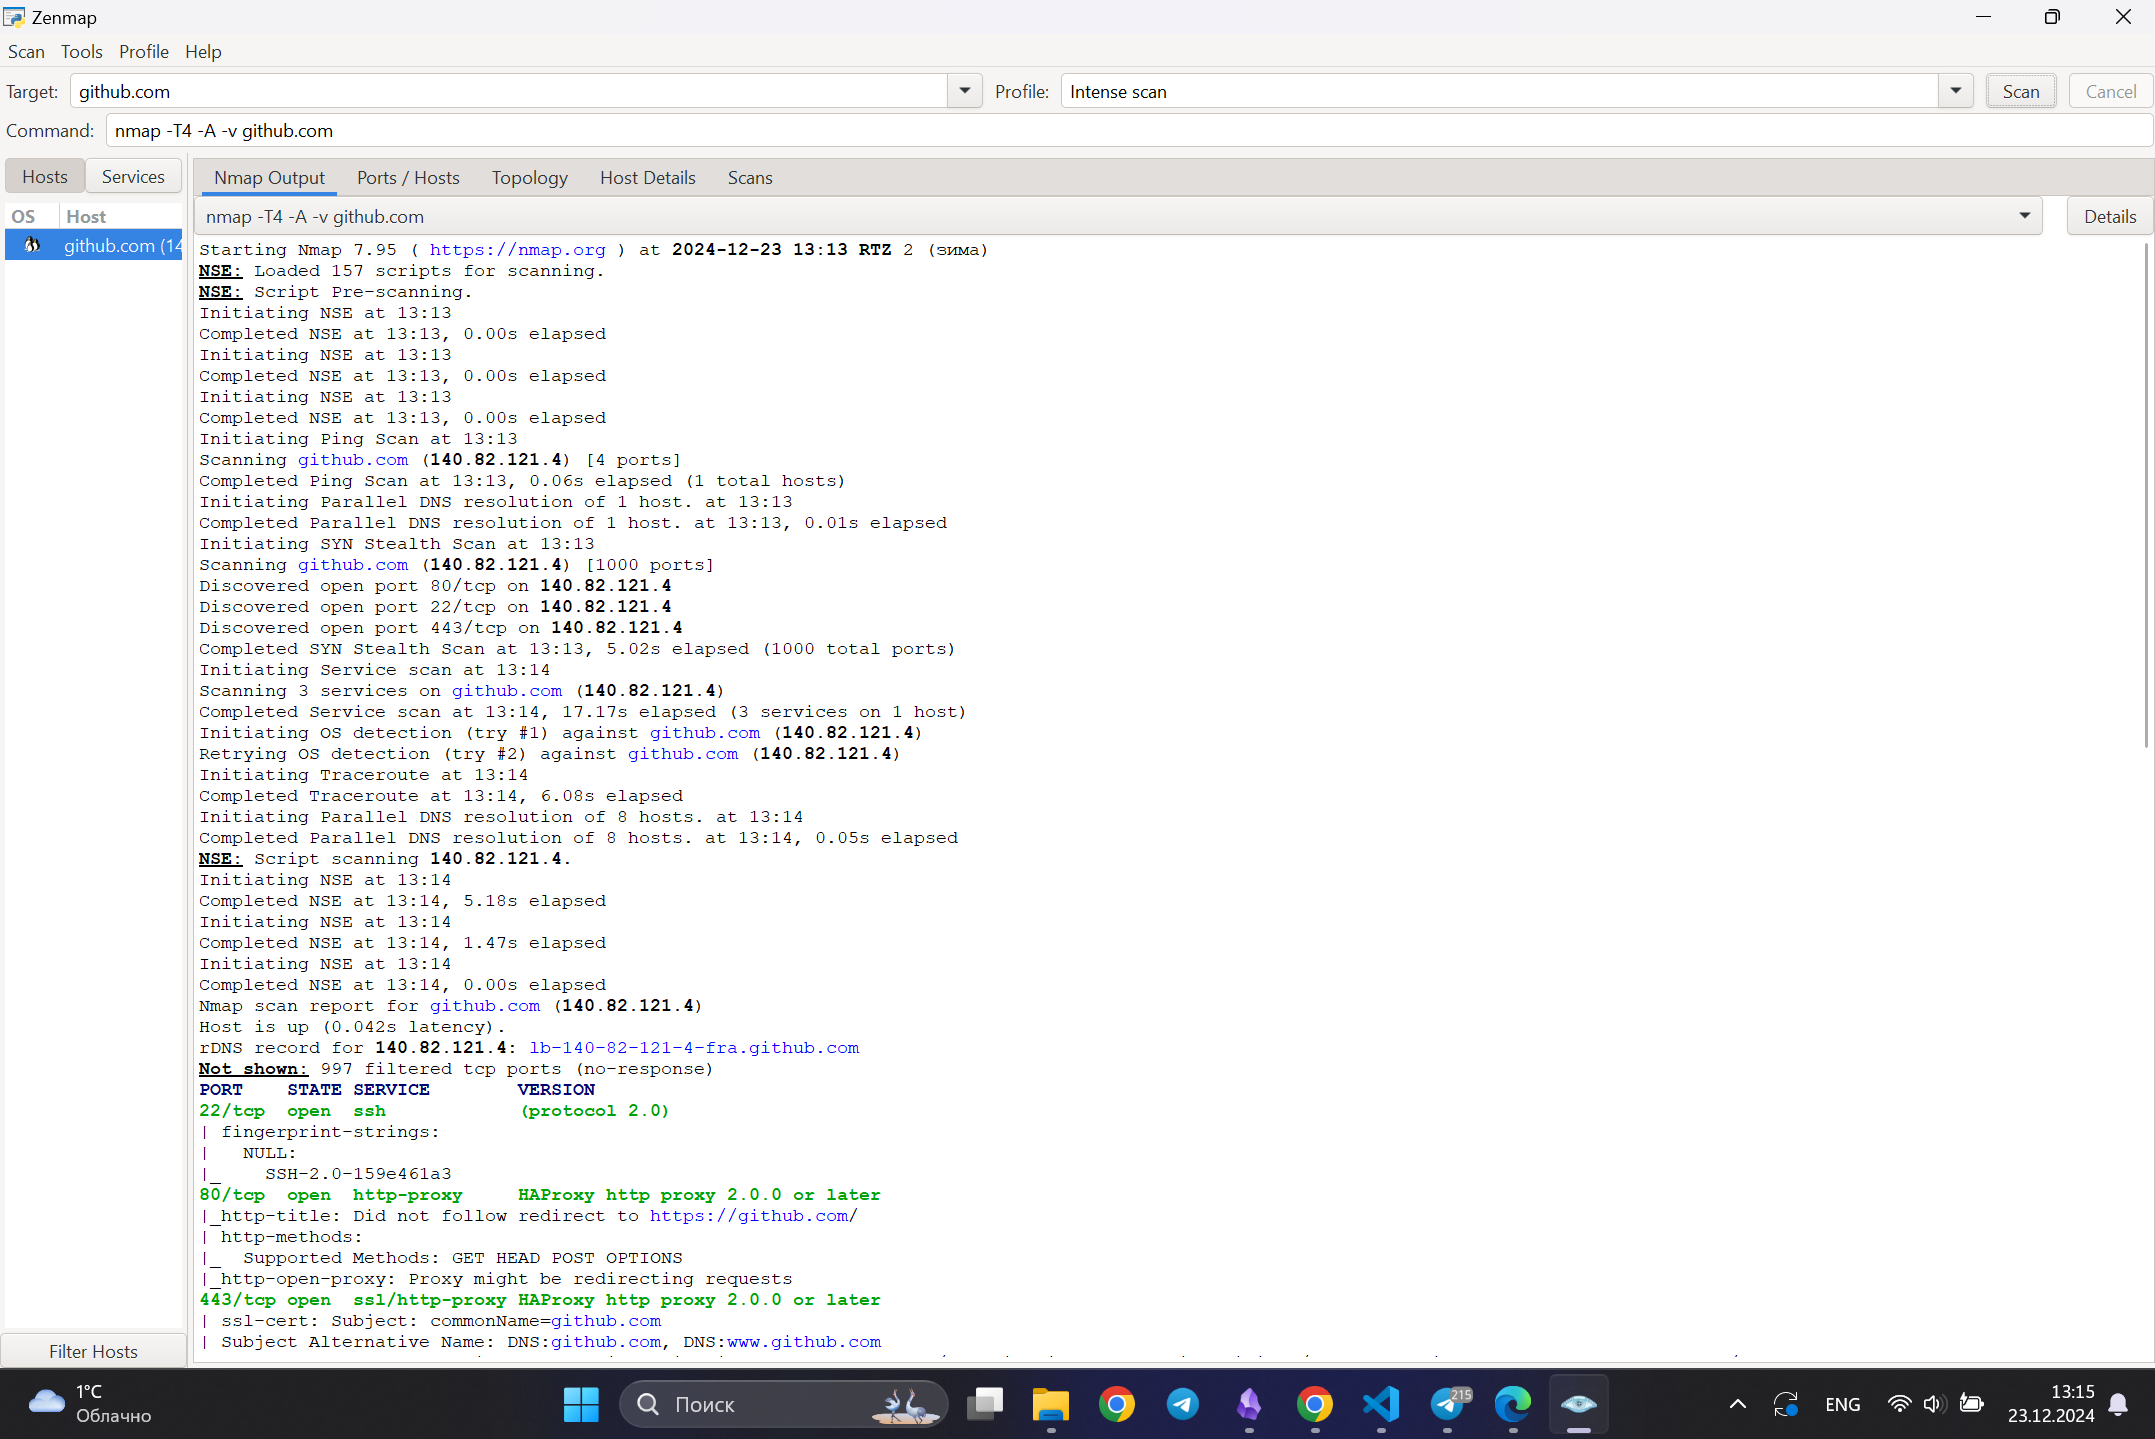 Zenmap
Scan Tools Profile Help
Target: github.com Profile: Intense scan Scan Cancel
Command: nmap -T4 -A -v github.com
Hosts Services Nmap Output Ports / Hosts Topology Host Details Scans
OS Host nmap -T4 -A -v github.com Details
github.com (14
Starting Nmap 7.95 ( https://nmap.org ) at 2024-12-23 13:13 RTZ 2 (зима)
NSE: Loaded 157 scripts for scanning.
NSE: Script Pre-scanning.
Initiating NSE at 13:13
Completed NSE at 13:13, 0.00s elapsed
Initiating NSE at 13:13
Completed NSE at 13:13, 0.00s elapsed
Initiating NSE at 13:13
Completed NSE at 13:13, 0.00s elapsed
Initiating Ping Scan at 13:13
Scanning github.com (140.82.121.4) [4 ports]
Completed Ping Scan at 13:13, 0.06s elapsed (1 total hosts)
Initiating Parallel DNS resolution of 1 host. at 13:13
Completed Parallel DNS resolution of 1 host. at 13:13, 0.01s elapsed
Initiating SYN Stealth Scan at 13:13
Scanning github.com (140.82.121.4) [1000 ports]
Discovered open port 80/tcp on 140.82.121.4
Discovered open port 22/tcp on 140.82.121.4
Discovered open port 443/tcp on 140.82.121.4
Completed SYN Stealth Scan at 13:13, 5.02s elapsed (1000 total ports)
Initiating Service scan at 13:14
Scanning 3 services on github.com (140.82.121.4)
Completed Service scan at 13:14, 17.17s elapsed (3 services on 1 host)
Initiating OS detection (try #1) against github.com (140.82.121.4)
Retrying OS detection (try #2) against github.com (140.82.121.4)
Initiating Traceroute at 13:14
Completed Traceroute at 13:14, 6.08s elapsed
Initiating Parallel DNS resolution of 8 hosts. at 13:14
Completed Parallel DNS resolution of 8 hosts. at 13:14, 0.05s elapsed
NSE: Script scanning 140.82.121.4.
Initiating NSE at 13:14
Completed NSE at 13:14, 5.18s elapsed
Initiating NSE at 13:14
Completed NSE at 13:14, 1.47s elapsed
Initiating NSE at 13:14
Completed NSE at 13:14, 0.00s elapsed
Nmap scan report for github.com (140.82.121.4)
Host is up (0.042s latency).
rDNS record for 140.82.121.4: lb-140-82-121-4-fra.github.com
Not shown: 997 filtered tcp ports (no-response)
PORT STATE SERVICE VERSION
22/tcp open ssh (protocol 2.0)
| fingerprint-strings:
| NULL:
|_ SSH-2.0-159e461a3
80/tcp open http-proxy HAProxy http proxy 2.0.0 or later
|_http-title: Did not follow redirect to https://github.com/
| http-methods:
|_ Supported Methods: GET HEAD POST OPTIONS
|_http-open-proxy: Proxy might be redirecting requests
443/tcp open ssl/http-proxy HAProxy http proxy 2.0.0 or later
| ssl-cert: Subject: commonName=github.com
| Subject Alternative Name: DNS:github.com, DNS:www.github.com
Filter Hosts
1°C
Облачно
Поиск
215
ENG
13:15
23.12.2024